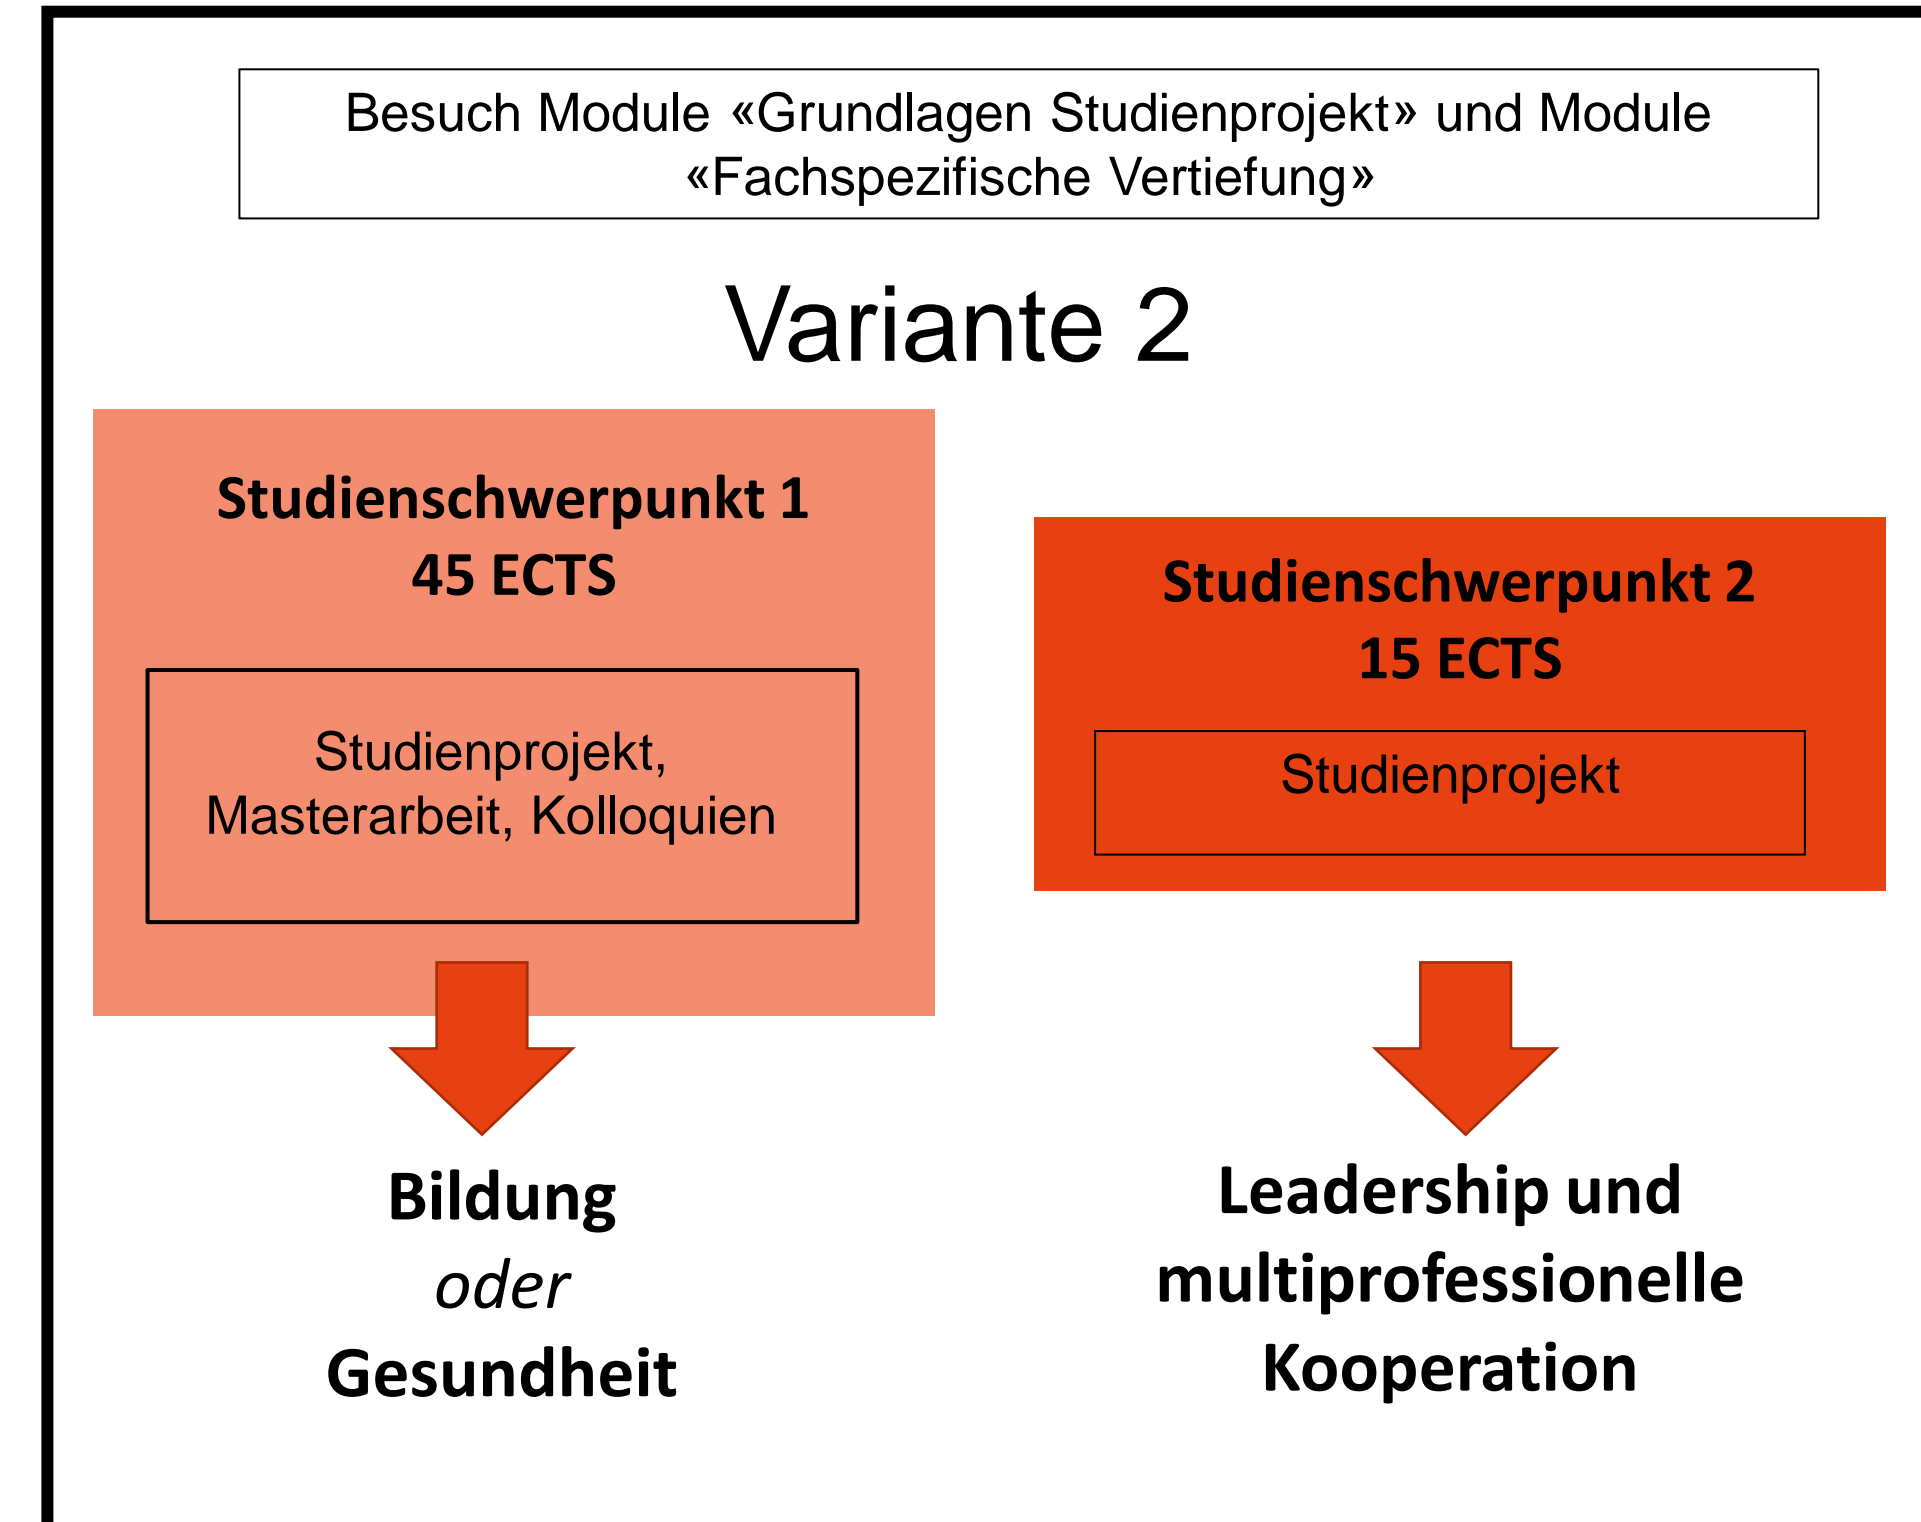 Besuch Module «Grundlagen Studienprojekt» und Module
«Fachspezifische Vertiefung»
Variante 2
Studienschwerpunkt 1
45 ECTS
Studienprojekt,
Masterarbeit, Kolloquien
Bildung
oder
Gesundheit
Studienschwerpunkt 2
15 ECTS
Studienprojekt
Leadership und
multiprofessionelle
Kooperation